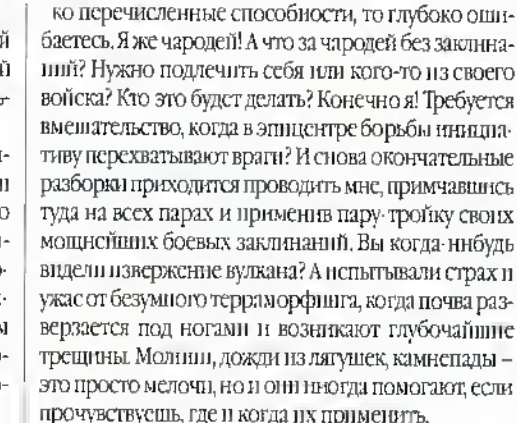 ко перечисленные способности, то глубоко оши-
баетесь. Я же чародей! А что за чародей без заклина-
ний? Нужно подлечить себя или кого-то из своего
войска? Кто это будет делать? Конечно я! Требуется
вмешательство, когда в эпицентре борьбы инициа-
тиву перехватывают враги? И снова окончательные
разборки приходится проводить мне, примчавшись
туда на всех парах и применив пару-тройку своих
мощнейших боевых заклинаний. Вы когда-нибудь
видели извержение вулкана? А испытывали страх и
ужас от безумного терраморфинга, когда почва раз-
верзается под ногами и возникают глубочайшие
трещины. Молнии, дожди из лягушек, камнепады –
это просто мелочи, но и они иногда помогают, если
прочувствуешь, где и когда их применить.